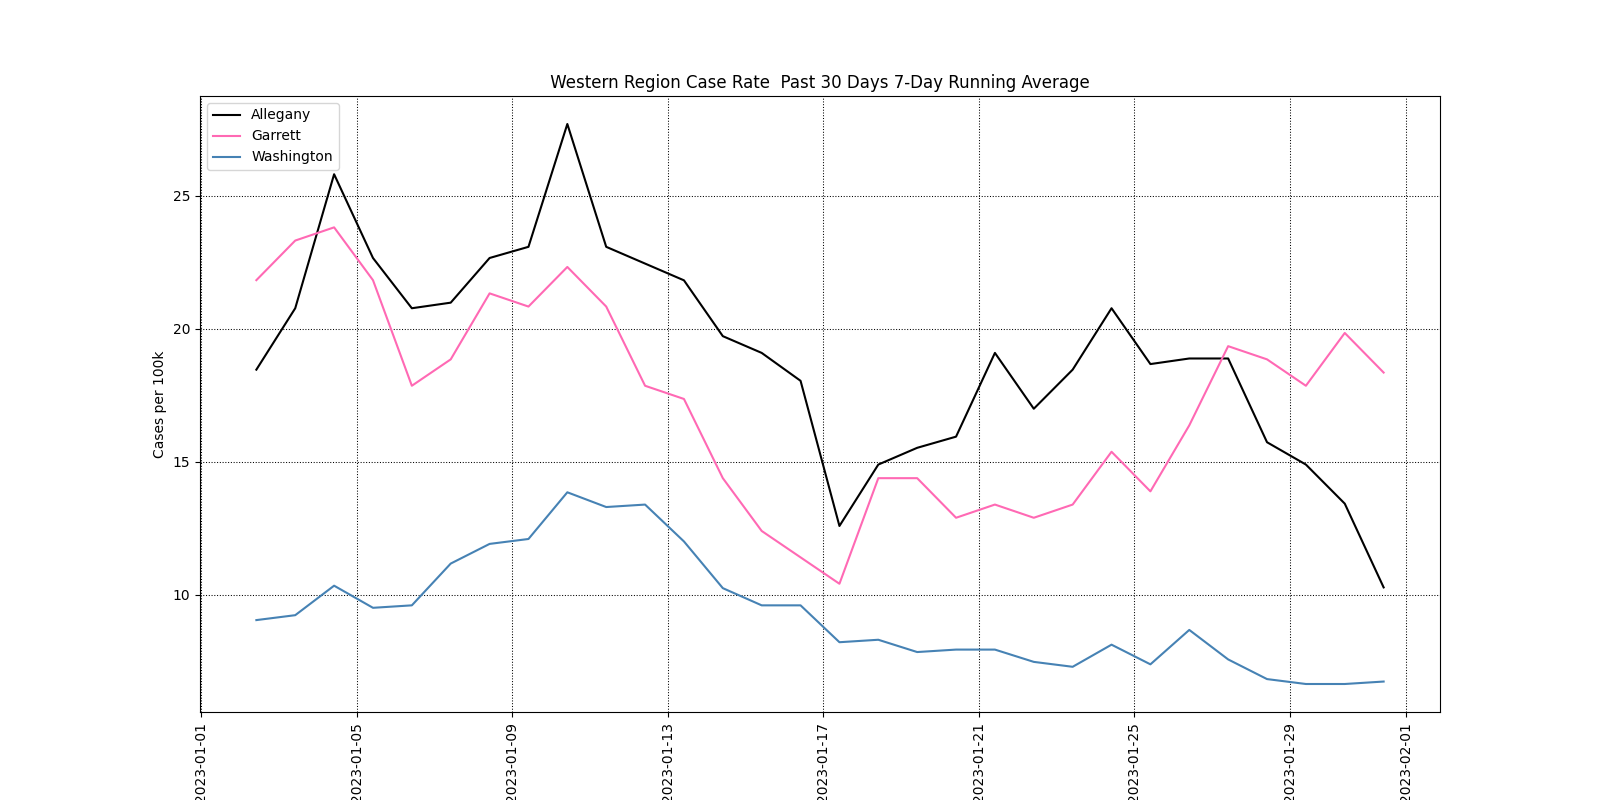 Western Region Case Rate  Past 30 Days 7-Day Running Average
Allegany
Garrett
Washington
Cases per 100k
25
20
15
10
2023-01-01
2023-01-05
2023-01-09
2023-01-13
2023-01-17
2023-01-21
2023-01-25
2023-01-29
2023-02-01